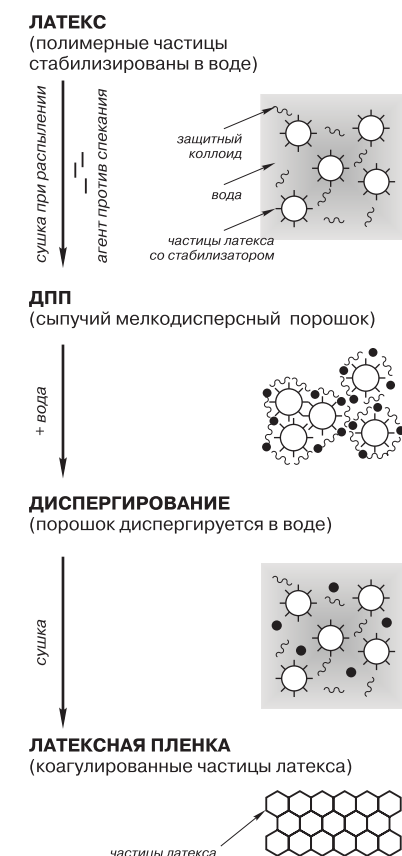 ЛАТЕКС
(полимерные частицы
стабилизированы в воде)
сушка при распылении
агент против спекания
защитный
коллоид
вода
частицы латекса
со стабилизатором
ДПП
(сыпучий мелкодисперсный порошок)
+ вода
ДИСПЕРГИРОВАНИЕ
(порошок диспергируется в воде)
сушка
ЛАТЕКСНАЯ ПЛЕНКА
(коагулированные частицы латекса)
частицы латекса